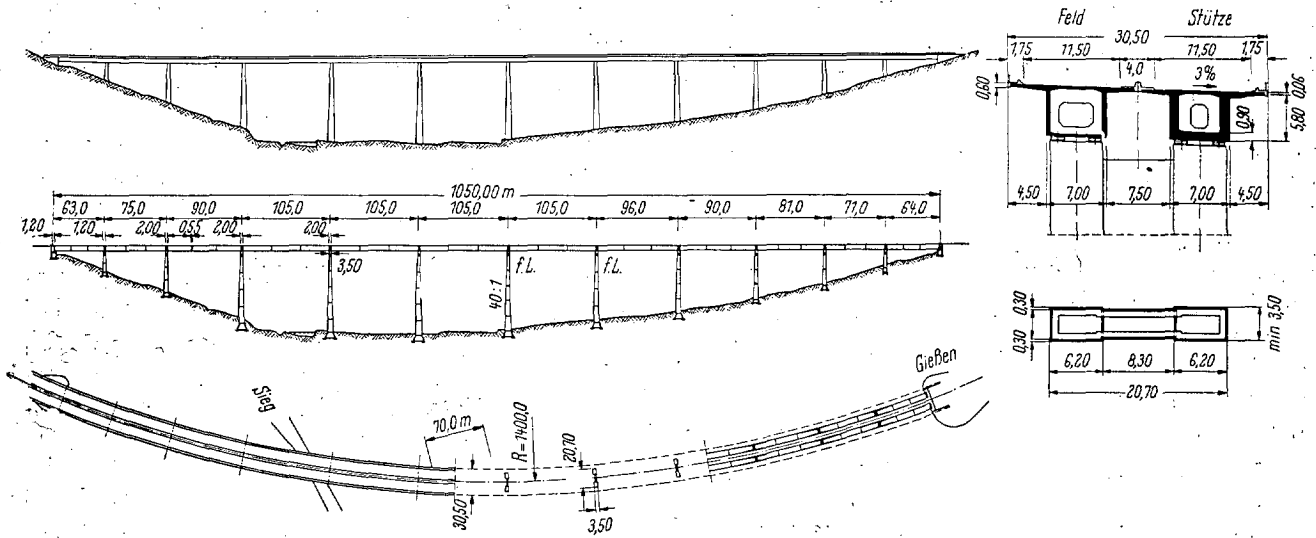 Feld Stütze
30,50
1,75 11,50 11,50 1,75
4,0 3%
0,60
0,06
0,90
5,80
4,50 7,00 7,50 7,00 4,50
1050,00 m
63,0 75,0 90,0 105,0 105,0 105,0 105,0 96,0 90,0 81,0 71,0 64,0
1,20 1,20 2,00 0,55 2,00 2,00
3,50
40:1
f.L. f.L.
0,30
0,30
min 3,50
6,20 8,30 6,20
20,70
Gießen
Sieg
70,0 m
R=1400,0
20,70
30,50
3,50